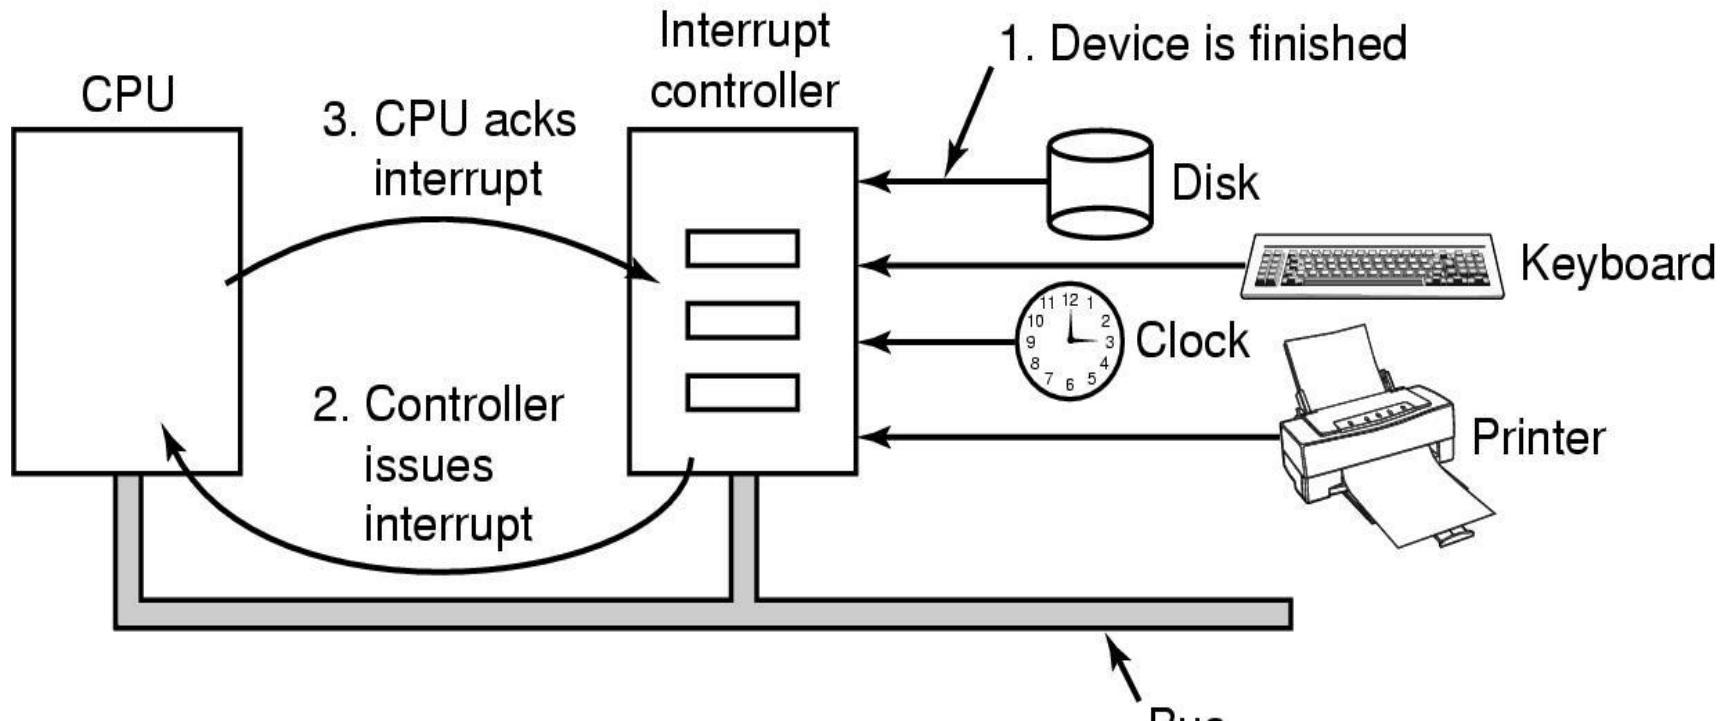 Interrupt
controller
1. Device is finished
CPU
3. CPU acks
interrupt
Disk
Keyboard
11 12 1
10 2
9 3
8 4
7 6 5
Clock
2. Controller
issues
interrupt
Printer
Bus